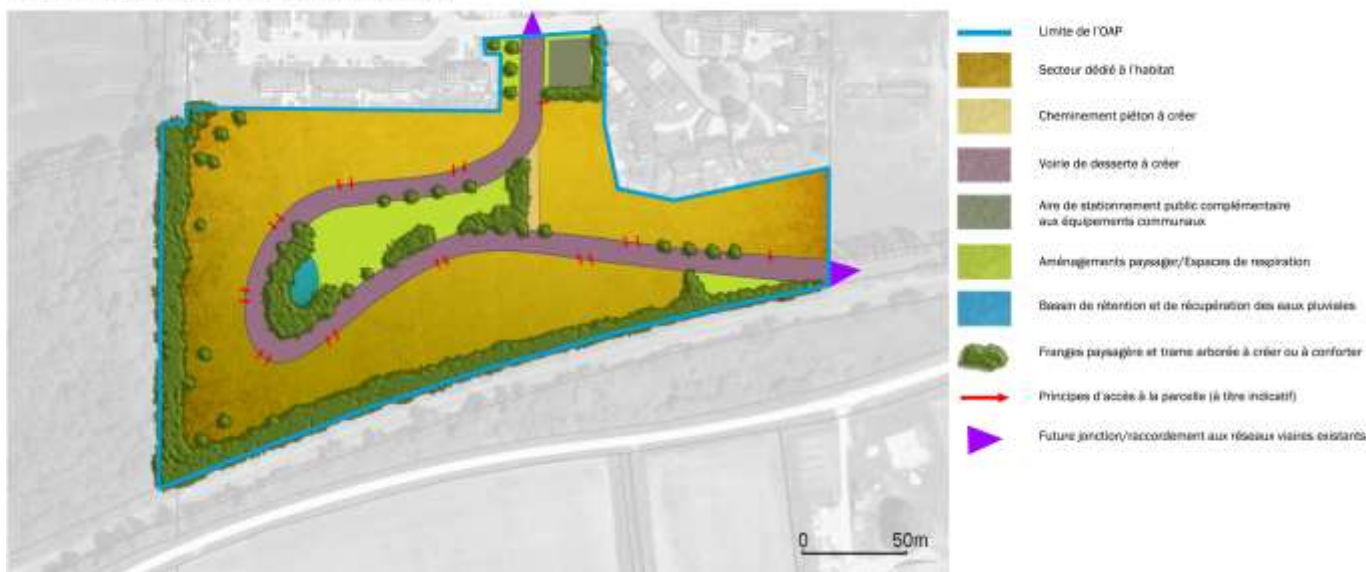 Limite de l'OAP
Secteur dédié à l'habitat
Cheminement piéton à créer
Voirie de desserte à créer
Aire de stationnement public complémentaire
aux équipements communaux
Aménagements paysager/Espaces de respiration
Bassin de rétention et de récupération des eaux pluviales
Franges paysagère et trame arborée à créer ou à conforter
Principes d'accès à la parcelle (à titre indicatif)
Future jonction/raccordement aux réseaux viaires existants
0 50m